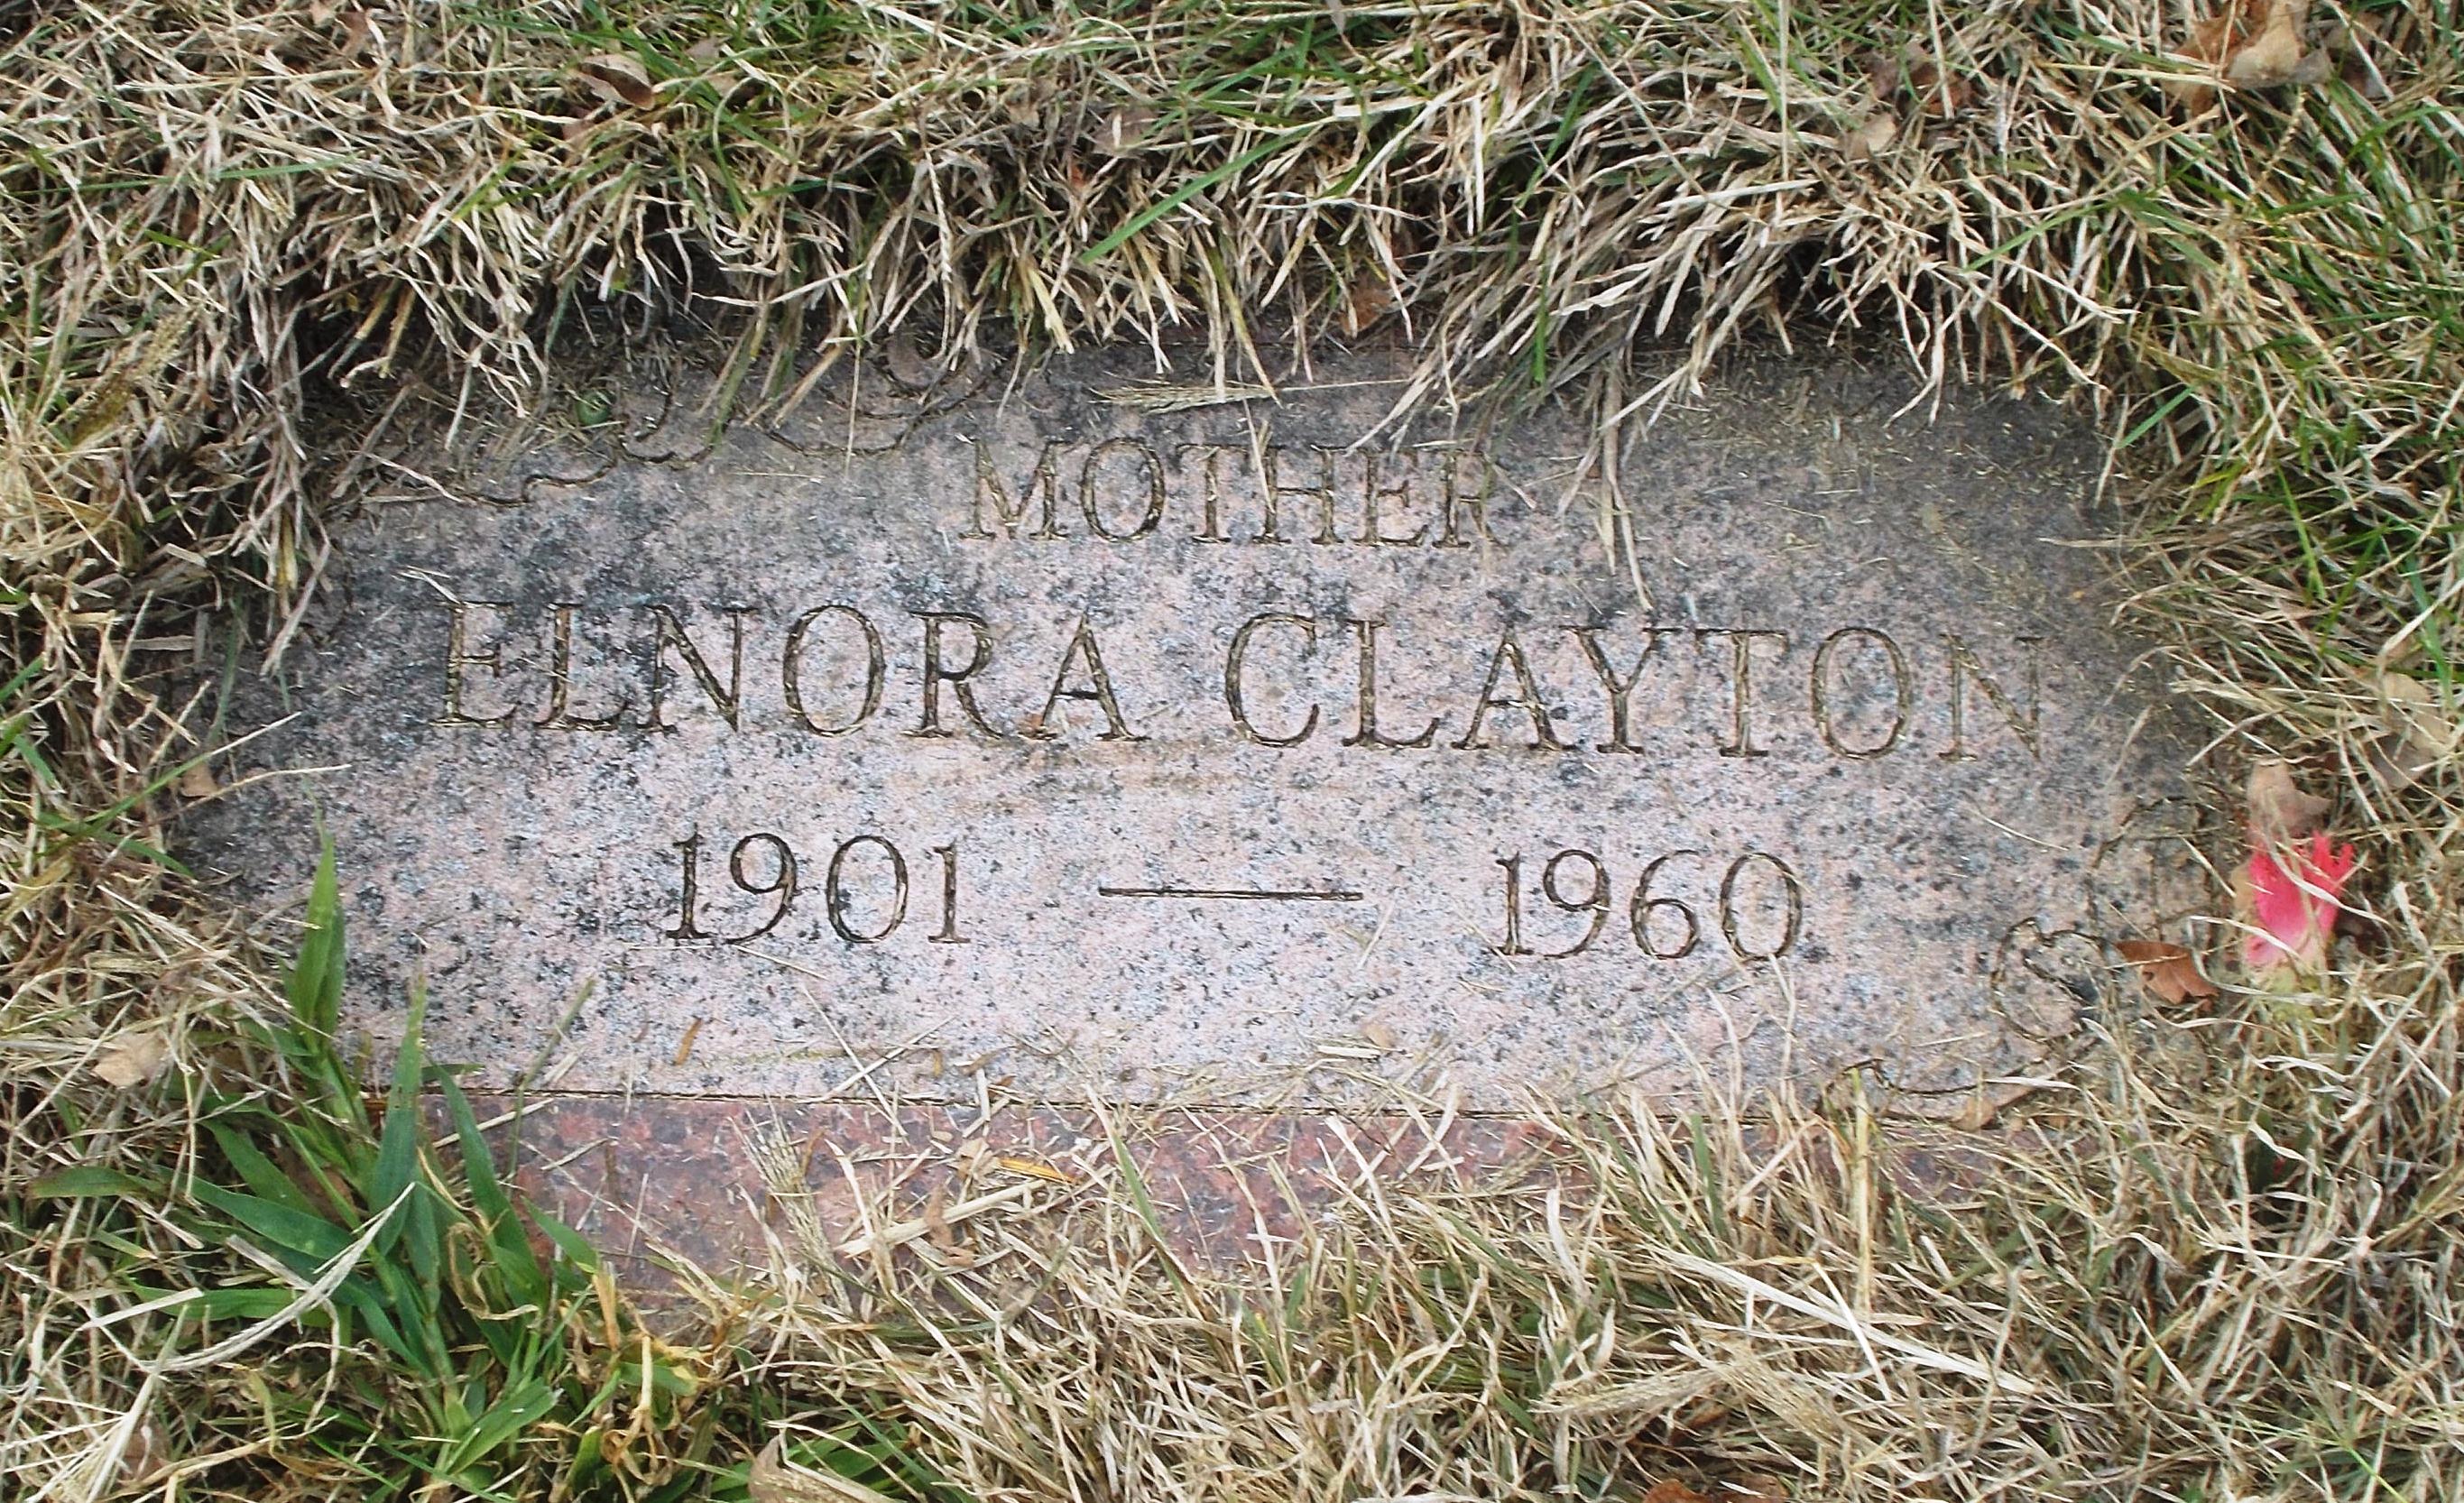 MOTHER
ELNORA CLAYTON
1901 — 1960